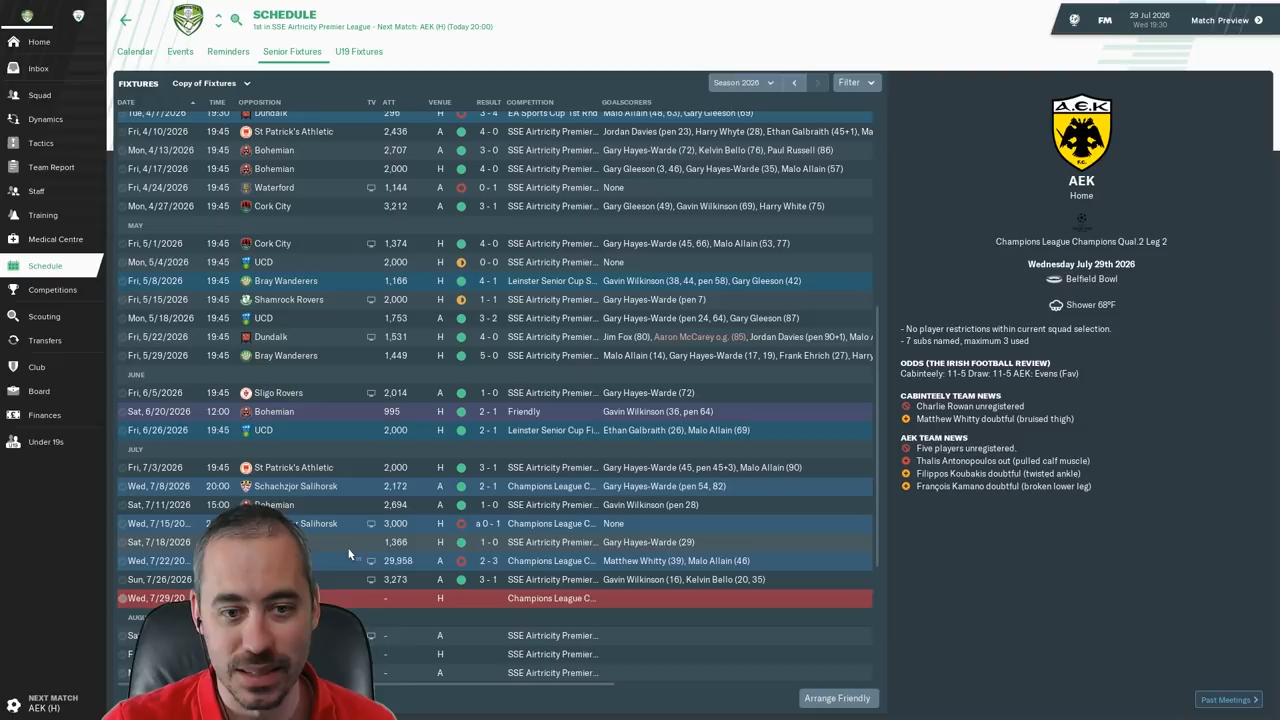 SCHEDULE
1st in SSE Airtricity Premier League - Next Match: AEK (H) (Today 20:00)
FM
29 Jul 2026
Wed 19:30
Match Preview
Calendar Events Reminders Senior Fixtures U19 Fixtures
Home
Inbox
Squad
Dynamics
Tactics
Team Report
Staff
Training
Medical Centre
Schedule
Competitions
Scouting
Transfers
Club
Board
Finances
Under 19s
NEXT MATCH
AEK (H)
FIXTURES Copy of Fixtures Season 2026 Filter
DATE TIME OPPOSITION TV ATT VENUE RESULT COMPETITION GOALSCORERS
Tue, 4/7/2026 19:30 Dundalk 296 H 3 - 4 EA Sports Cup 1st Rnd Malo Allain (48, 63), Gary Gleeson (69)
Fri, 4/10/2026 19:45 St Patrick's Athletic 2,436 A 4 - 0 SSE Airtricity Premier... Jordan Davies (pen 23), Harry Whyte (28), Ethan Galbraith (45+1), Ma
Mon, 4/13/2026 19:45 Bohemian 2,707 A 3 - 0 SSE Airtricity Premier... Gary Hayes-Warde (72), Kelvin Bello (76), Paul Russell (86)
Fri, 4/17/2026 19:45 Bohemian 2,000 H 4 - 0 SSE Airtricity Premier... Gary Gleeson (3, 46), Gary Hayes-Warde (35), Malo Allain (57)
Fri, 4/24/2026 19:45 Waterford 1,144 A 0 - 1 SSE Airtricity Premier... None
Mon, 4/27/2026 19:45 Cork City 3,212 A 3 - 1 SSE Airtricity Premier... Gary Gleeson (49), Gavin Wilkinson (69), Harry White (75)
MAY
Fri, 5/1/2026 19:45 Cork City 1,374 H 4 - 0 SSE Airtricity Premier... Gary Hayes-Warde (45, 66), Malo Allain (53, 77)
Mon, 5/4/2026 19:45 UCD 2,000 H 0 - 0 SSE Airtricity Premier... None
Fri, 5/8/2026 19:45 Bray Wanderers 1,166 H 4 - 1 Leinster Senior Cup S... Gavin Wilkinson (38, 44, pen 58), Gary Gleeson (42)
Fri, 5/15/2026 19:45 Shamrock Rovers 2,000 H 1 - 1 SSE Airtricity Premier... Gary Hayes-Warde (pen 7)
Mon, 5/18/2026 19:45 UCD 1,753 A 3 - 2 SSE Airtricity Premier... Gary Hayes-Warde (pen 24, 64), Gary Gleeson (87)
Fri, 5/22/2026 19:45 Dundalk 1,531 H 4 - 0 SSE Airtricity Premier... Jim Fox (80), Aaron McCarey o.g. (85), Jordan Davies (pen 90+1), Malo
Fri, 5/29/2026 19:45 Bray Wanderers 1,449 H 5 - 0 SSE Airtricity Premier... Malo Allain (14), Gary Hayes-Warde (17, 19), Frank Ehrich (27), Harry
JUNE
Fri, 6/5/2026 19:45 Sligo Rovers 2,014 A 1 - 0 SSE Airtricity Premier... Gary Hayes-Warde (72)
Sat, 6/20/2026 12:00 Bohemian 995 H 2 - 1 Friendly Gavin Wilkinson (36, pen 64)
Fri, 6/26/2026 19:45 UCD 2,000 H 2 - 1 Leinster Senior Cup Fi... Ethan Galbraith (26), Malo Allain (69)
JULY
Fri, 7/3/2026 19:45 St Patrick's Athletic 2,000 H 3 - 1 SSE Airtricity Premier... Gary Hayes-Warde (45, pen 45+3), Malo Allain (90)
Wed, 7/8/2026 20:00 Schachzjor Salihorsk 2,172 A 2 - 1 Champions League C... Gary Hayes-Warde (pen 54, 82)
Sat, 7/11/2026 15:00 Bohemian 2,694 A 1 - 0 SSE Airtricity Premier... Gavin Wilkinson (pen 28)
Wed, 7/15/20... Salihorsk 3,000 H a 0 - 1 Champions League C... None
Sat, 7/18/2026 1,366 H 1 - 0 SSE Airtricity Premier... Gary Hayes-Warde (29)
Wed, 7/22/20... 29,958 A 2 - 3 Champions League C... Matthew Whitty (39), Malo Allain (46)
Sun, 7/26/2026 3,273 A 3 - 1 SSE Airtricity Premier... Gavin Wilkinson (16), Kelvin Bello (20, 35)
Wed, 7/29/20 - H Champions League C...
- A SSE Airtricity Premier...
- H SSE Airtricity Premier...
- A SSE Airtricity Premier...
Arrange Friendly
A.E.K
F.C.
AEK
Home
Champions League Champions Qual.2 Leg 2
Wednesday July 29th 2026
Belfield Bowl
Shower 68°F
- No player restrictions within current squad selection.
- 7 subs named, maximum 3 used
ODDS (THE IRISH FOOTBALL REVIEW)
Cabinteely: 11-5 Draw: 11-5 AEK: Evens (Fav)
CABINTEELY TEAM NEWS
Charlie Rowan unregistered
Matthew Whitty doubtful (bruised thigh)
AEK TEAM NEWS
Five players unregistered.
Thalis Antonopoulos out (pulled calf muscle)
Filippos Koubakis doubtful (twisted ankle)
François Kamano doubtful (broken lower leg)
Past Meetings